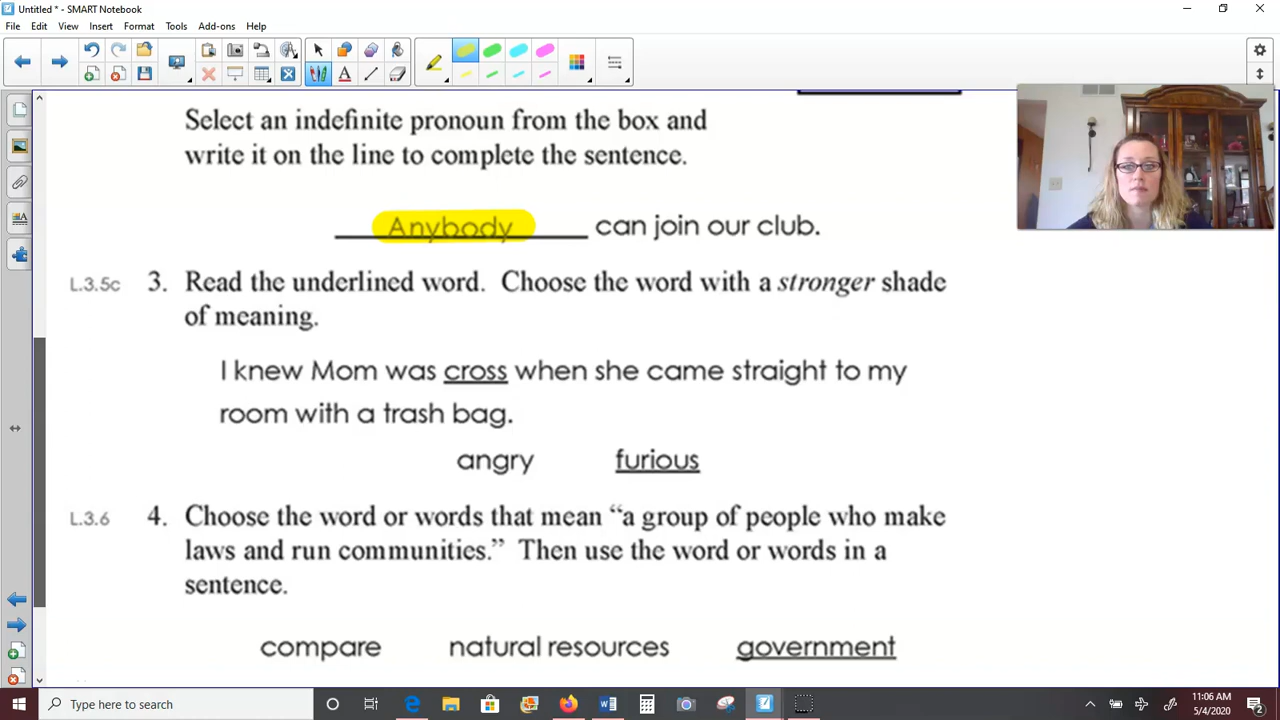 Untitled * - SMART Notebook
File Edit View Insert Format Tools Add-ons Help
Select an indefinite pronoun from the box and
write it on the line to complete the sentence.
Anybody can join our club.
L.3.5c 3. Read the underlined word. Choose the word with a stronger shade
of meaning.
I knew Mom was cross when she came straight to my
room with a trash bag.
angry furious
L.3.6 4. Choose the word or words that mean “a group of people who make
laws and run communities.” Then use the word or words in a
sentence.
compare natural resources government
Type here to search
11:06 AM
5/4/2020
2